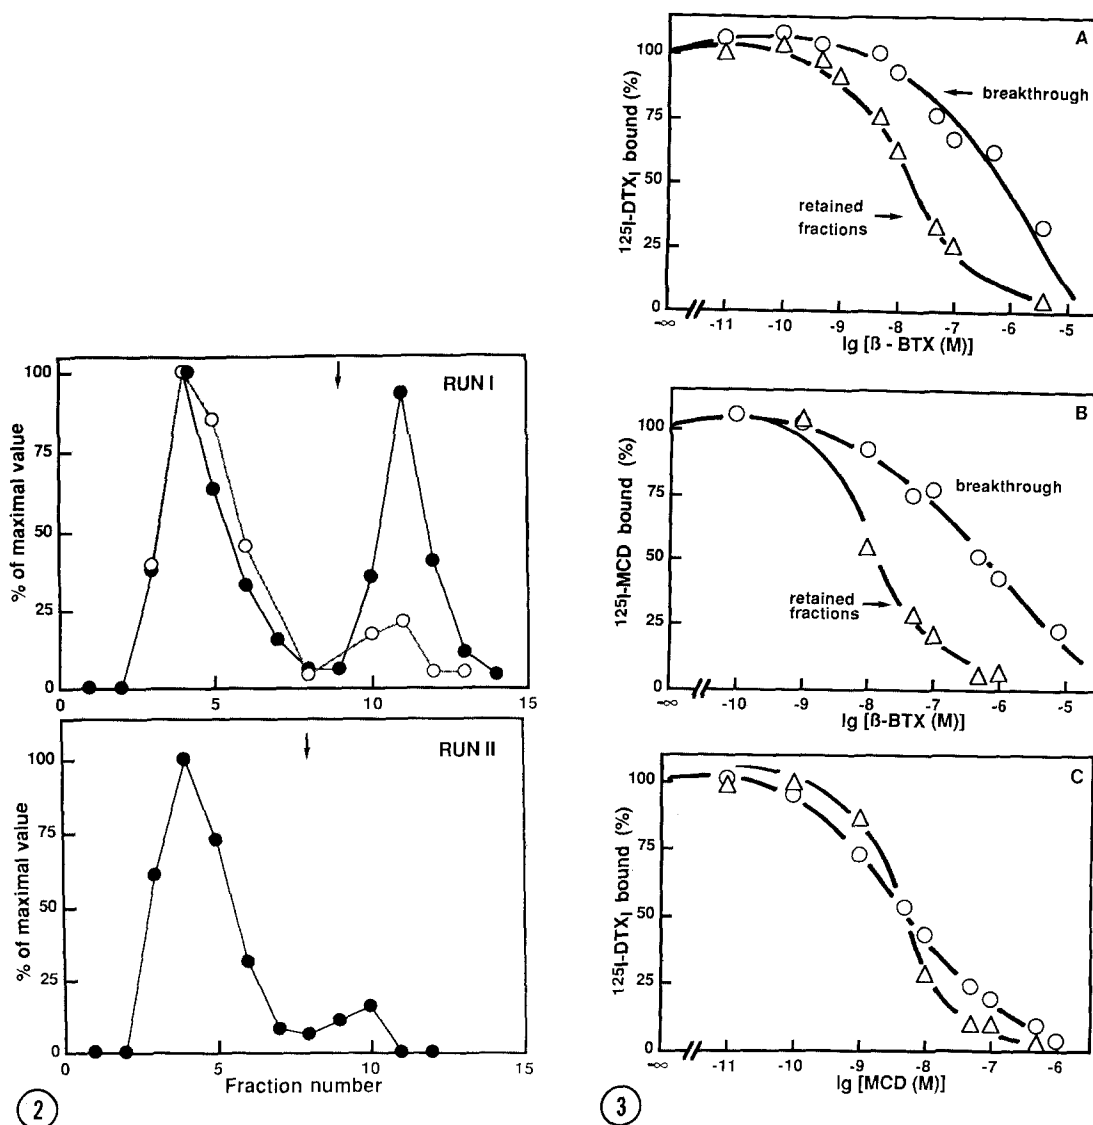 % of maximal value
100
75
50
25
0
RUN I
0
5
10
15
% of maximal value
100
75
50
25
0
RUN II
0
5
10
15
Fraction number
2
125I-DTXI bound (%)
100
75
50
25
0
A
breakthrough
retained
fractions
-∞
-11
-10
-9
-8
-7
-6
-5
lg [ß - BTX (M)]
125I-MCD bound (%)
100
75
50
25
0
B
breakthrough
retained
fractions
-∞
-10
-9
-8
-7
-6
-5
lg [ß-BTX (M)]
125I-DTXI bound (%)
100
75
50
25
0
C
-∞
-11
-10
-9
-8
-7
-6
lg [MCD (M)]
3